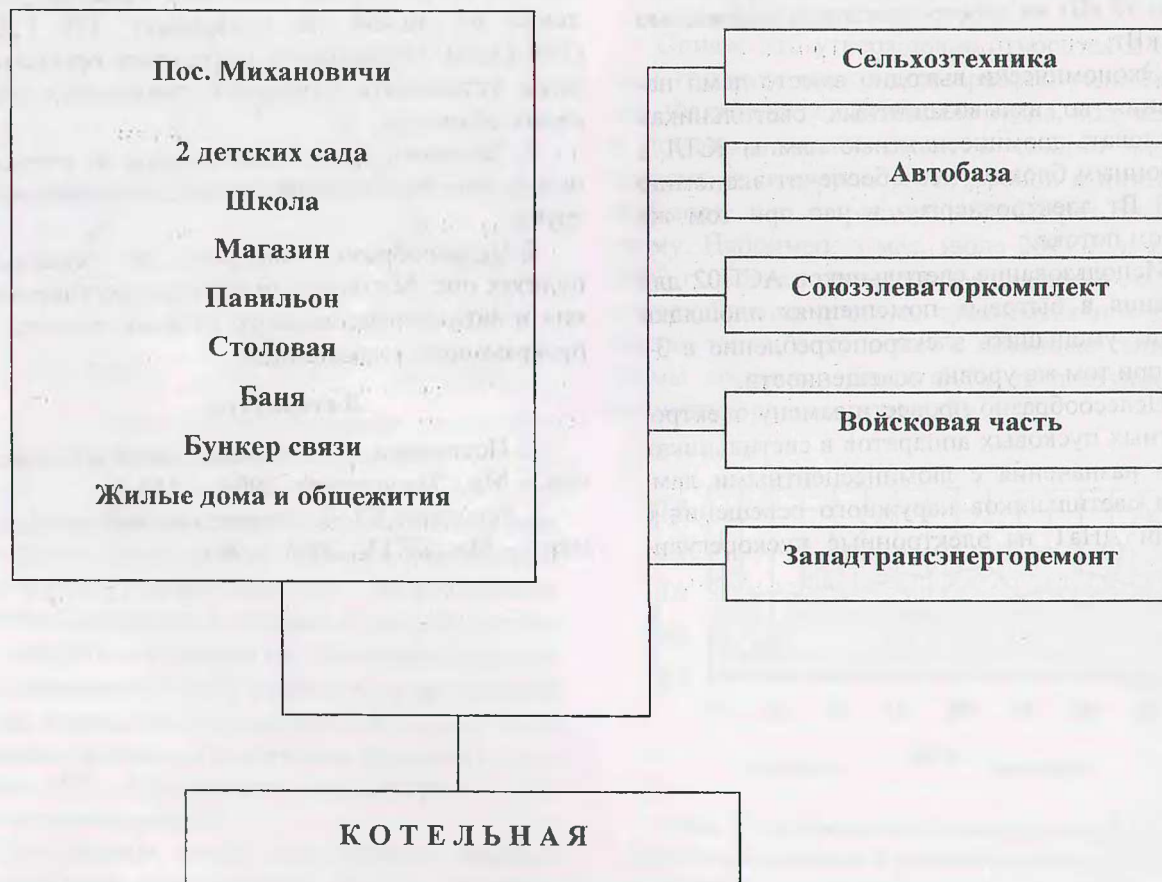 Пос. Михановичи
2 детских сада
Школа
Магазин
Павильон
Столовая
Баня
Бункер связи
Жилые дома и общежития
Сельхозтехника
Автобаза
Союзэлеваторкомплект
Войсковая часть
Западтрансэнергоремонт
КОТЕЛЬНАЯ